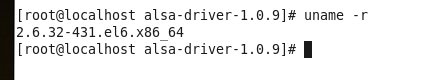 [root@localhost alsa-driver-1.0.9]# uname -r
2.6.32-431.el6.x86_64
[root@localhost alsa-driver-1.0.9]#